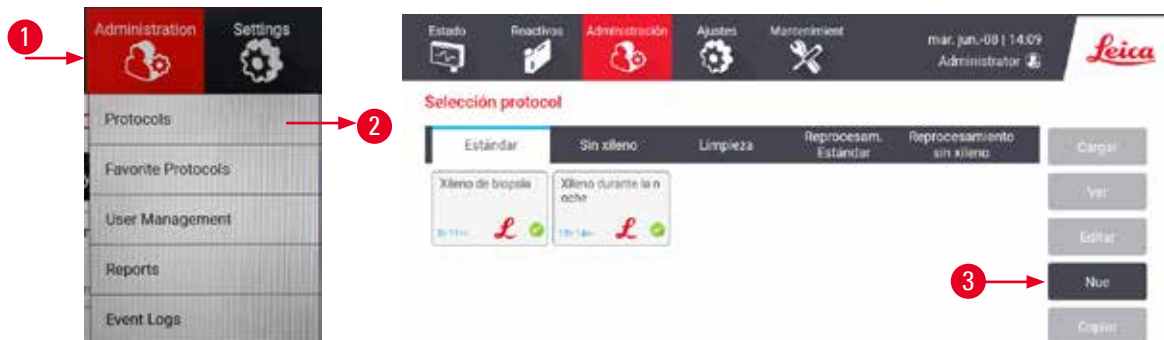 1
Administration
Settings
Protocols
2
Favorite Protocols
User Management
Reports
Event Logs
Estado
Reactivos
Administración
Ajustes
Mantenimient
mar. jun.-08 | 14:09
Administrator
Leica
Selección protocol
Estándar
Sin xileno
Limpieza
Reprocesam.
Estándar
Reprocesamiento
sin xileno
Xileno de biopsia
Xileno durante la n
oche
Cargar
Ver
Editar
3
Nue
Copiar